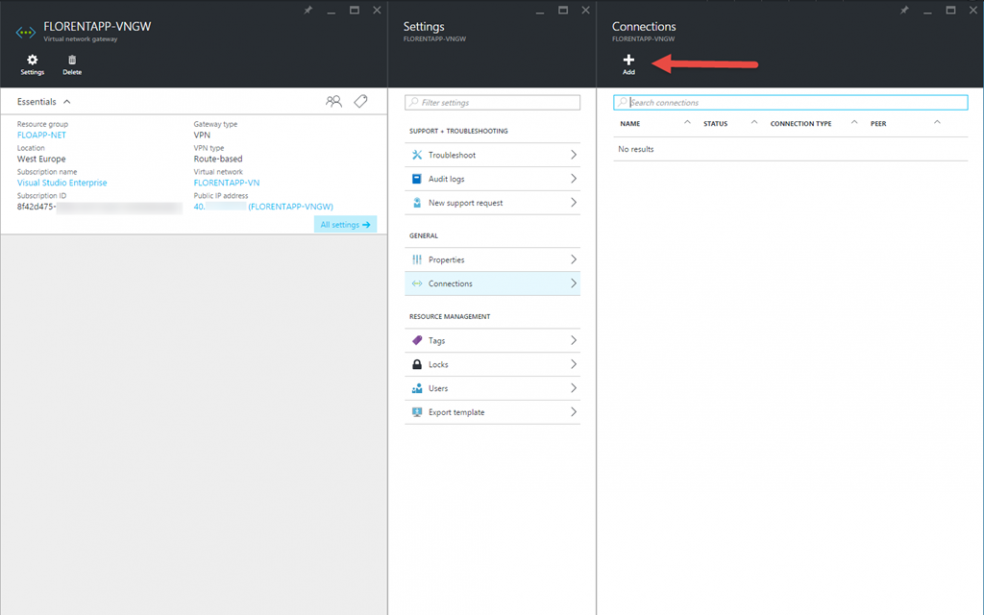 FLORENTAPP-VNGW
Virtual network gateway
Settings
Delete
Essentials
Resource group
FLOAPP-NET
Location
West Europe
Subscription name
Visual Studio Enterprise
Subscription ID
8f42d475-
Gateway type
VPN
VPN type
Route-based
Virtual network
FLORENTAPP-VN
Public IP address
40. (FLORENTAPP-VNGW)
All settings
Settings
FLORENTAPP-VNGW
Filter settings
SUPPORT + TROUBLESHOOTING
Troubleshoot
Audit logs
New support request
GENERAL
Properties
Connections
RESOURCE MANAGEMENT
Tags
Locks
Users
Export template
Connections
FLORENTAPP-VNGW
Add
Search connections
NAME STATUS CONNECTION TYPE PEER
No results